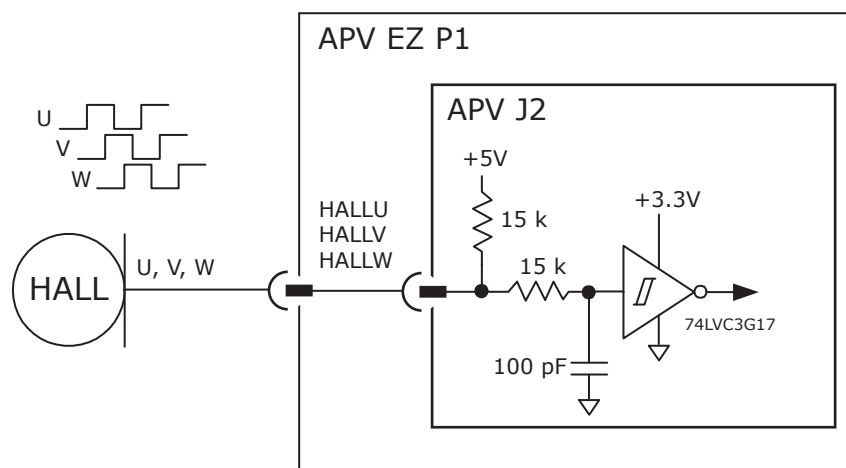 APV EZ P1
APV J2
U
V
W
+5V
+3.3V
HALLU
HALLV
HALLW
15 k
15 k
HALL
U, V, W
74LVC3G17
100 pF